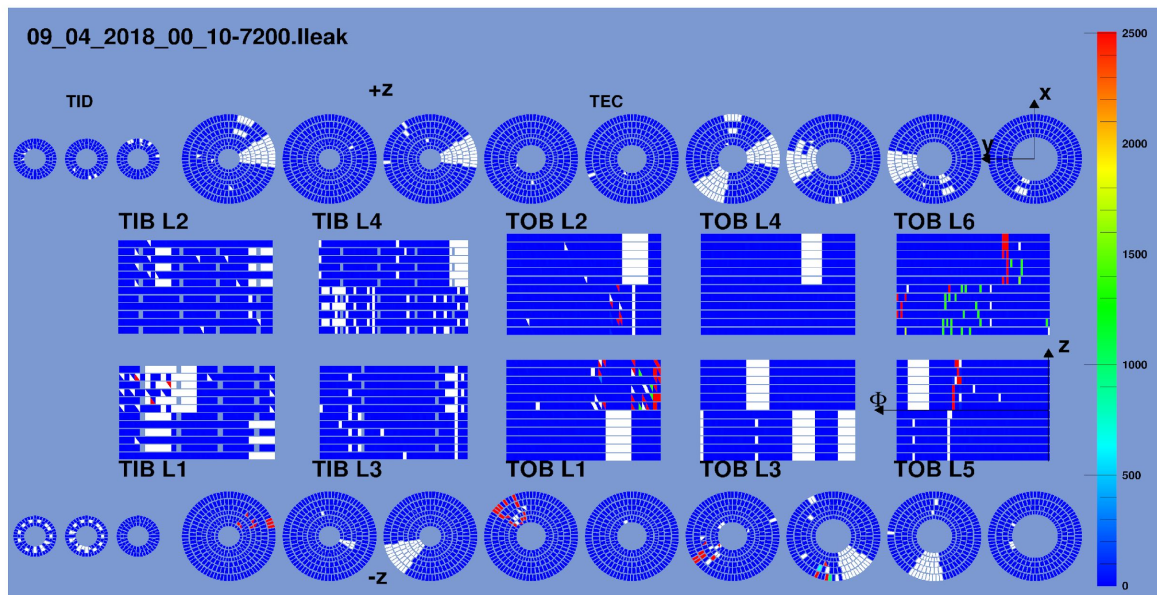 09_04_2018_00_10-7200.Ileak
2500
+z
x
TID
TEC
2000
y
TIB L2
TIB L4
TOB L2
TOB L4
TOB L6
1500
z
1000
Φ
TIB L1
TIB L3
TOB L1
TOB L3
TOB L5
500
-z
0